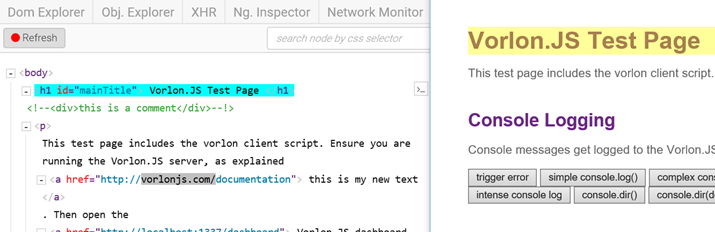 Dom Explorer Obj. Explorer XHR Ng. Inspector Network Monitor
Refresh
search node by css selector
- <body>
- h1 id="mainTitle" Vorlon.JS Test Page h1
<!--<div>this is a comment</div>--!>
- <p>
This test page includes the vorlon client script. Ensure you are
running the Vorlon.JS server, as explained
- <a href="http://vorlonjs.com/documentation"> this is my new text
</a>
. Then open the
- <a href="http://localhost:1337/dashboard"> Vorlon.JS dashboard
>_
Vorlon.JS Test Page
This test page includes the vorlon client script.
Console Logging
Console messages get logged to the Vorlon.JS
trigger error simple console.log() complex cons
intense console log console.dir() console.dir(d